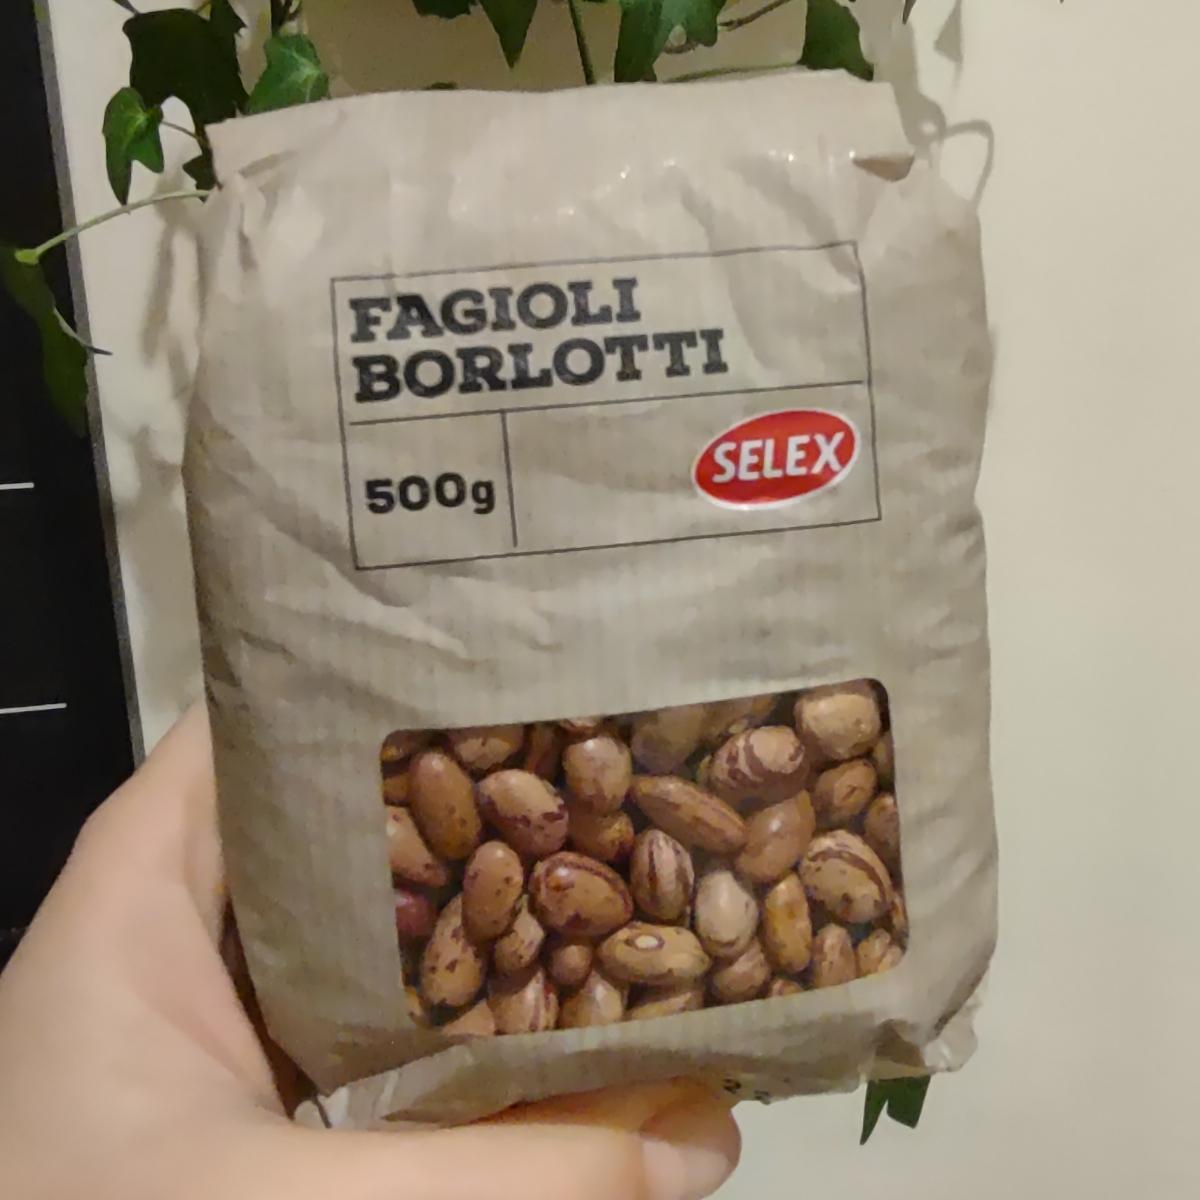 FAGIOLI
BORLOTTI
500g
SELEX